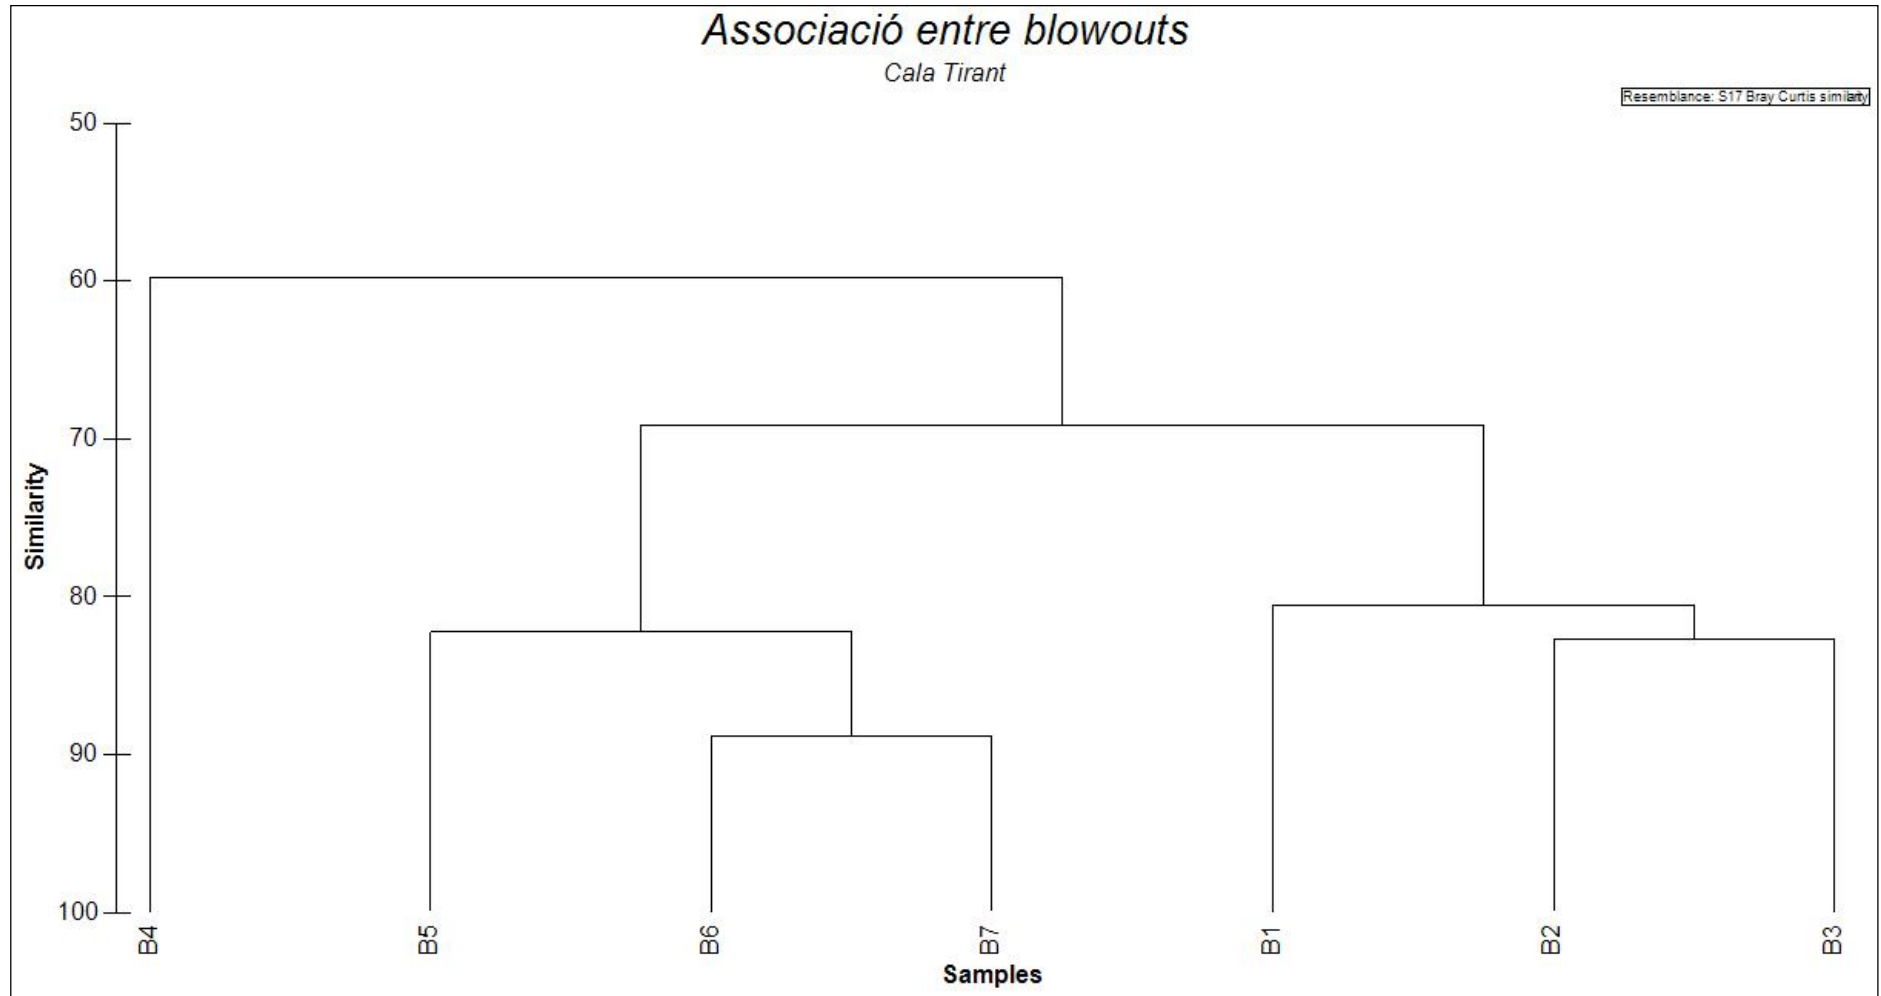 Associació entre blowouts
Cala Tirant
Resemblance: S17 Bray Curtis similarity
50
60
70
80
90
100
Similarity
B4
B5
B6
B7
B1
B2
B3
Samples